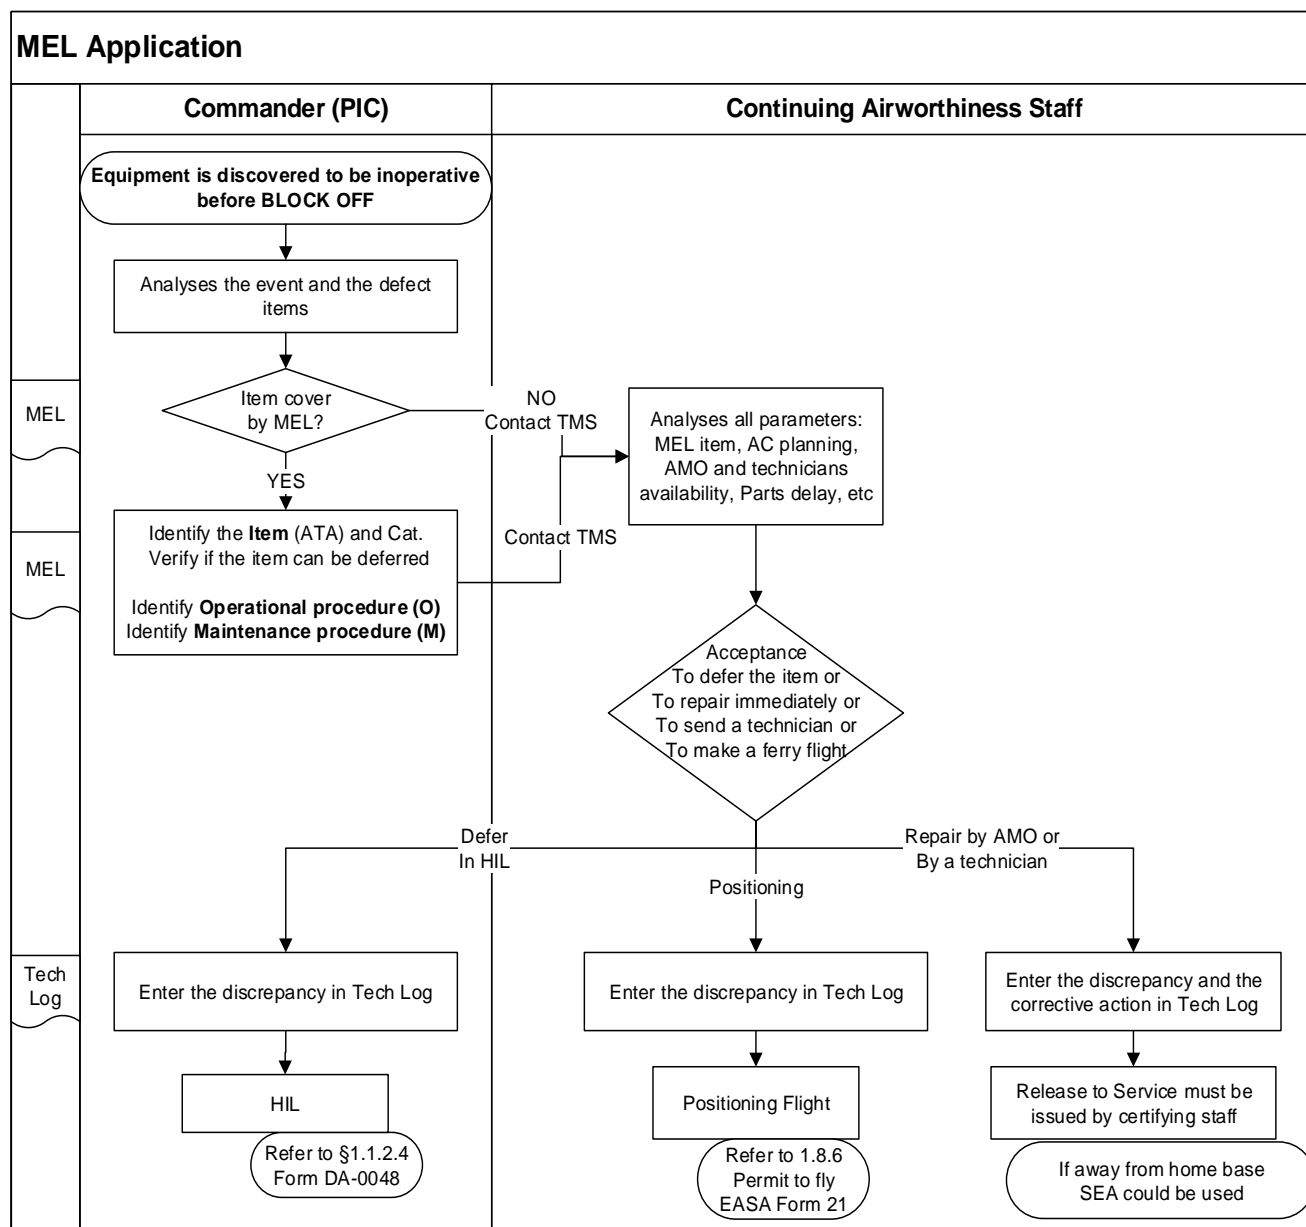 MEL Application
Commander (PIC)
Continuing Airworthiness Staff
Equipment is discovered to be inoperative
before BLOCK OFF
Analyses the event and the defect
items
MEL
Item cover
by MEL?
NO
Contact TMS
Analyses all parameters:
MEL item, AC planning,
AMO and technicians
availability, Parts delay, etc
YES
MEL
Identify the Item (ATA) and Cat.
Verify if the item can be deferred
Identify Operational procedure (O)
Identify Maintenance procedure (M)
Contact TMS
Acceptance
To defer the item or
To repair immediately or
To send a technician or
To make a ferry flight
Defer
In HIL
Positioning
Repair by AMO or
By a technician
Tech
Log
Enter the discrepancy in Tech Log
Enter the discrepancy in Tech Log
Enter the discrepancy and the
corrective action in Tech Log
HIL
Refer to §1.1.2.4
Form DA-0048
Positioning Flight
Refer to 1.8.6
Permit to fly
EASA Form 21
Release to Service must be
issued by certifying staff
If away from home base
SEA could be used